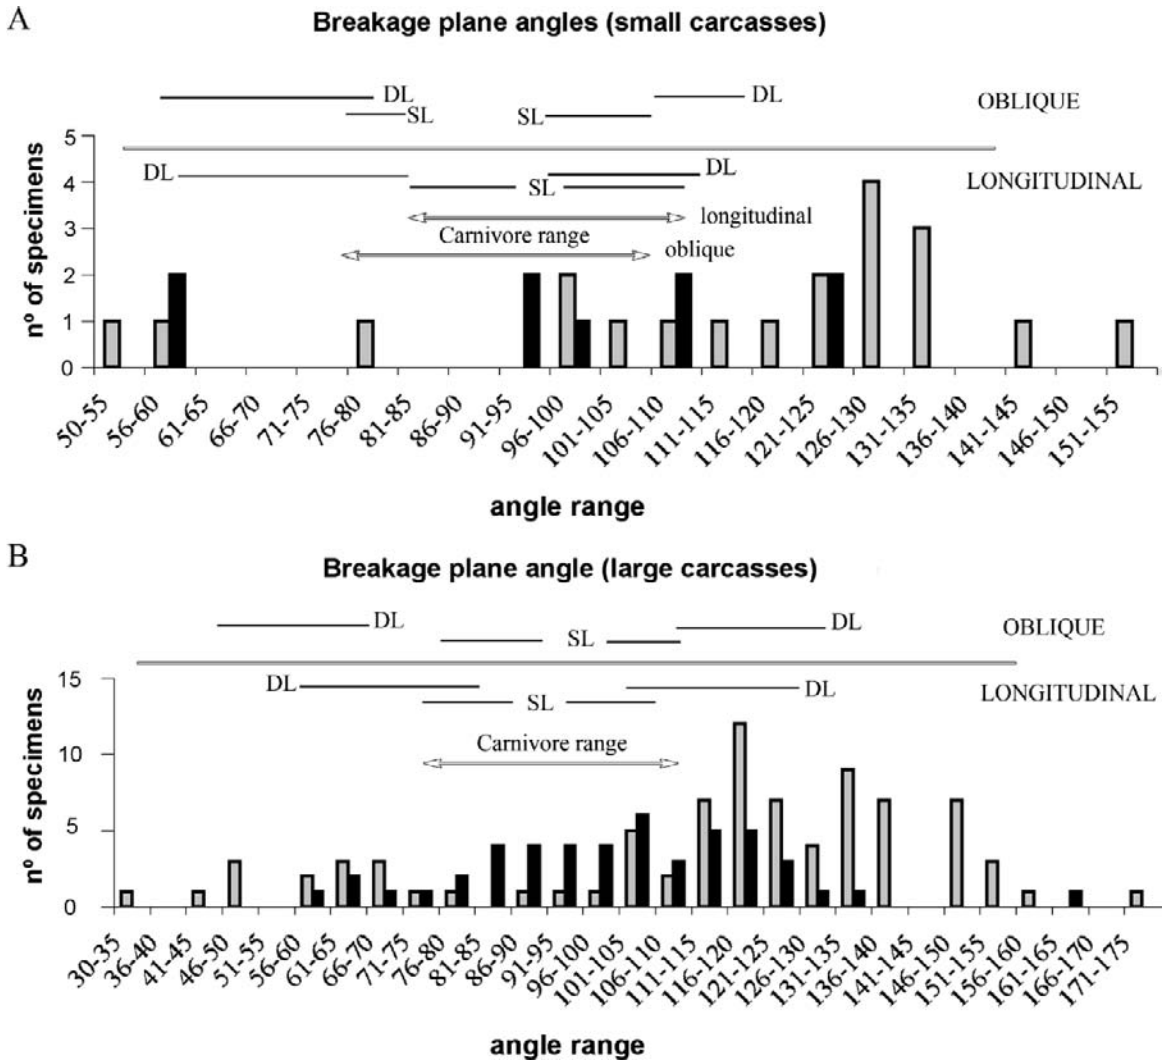 A
Breakage plane angles (small carcasses)
DL DL OBLIQUE
SL SL
5
DL DL LONGITUDINAL
4
SL
longitudinal
3
Carnivore range
oblique
2
1
0
nº of specimens
50-55 56-60 61-65 66-70 71-75 76-80 81-85 86-90 91-95 96-100 101-105 106-110 111-115 116-120 121-125 126-130 131-135 136-140 141-145 146-150 151-155
angle range
B
Breakage plane angle (large carcasses)
DL DL OBLIQUE
SL
15
DL DL LONGITUDINAL
SL
Carnivore range
10
5
0
nº of specimens
30-35 36-40 41-45 46-50 51-55 56-60 61-65 66-70 71-75 76-80 81-85 86-90 91-95 96-100 101-105 106-110 111-115 116-120 121-125 126-130 131-135 136-140 141-145 146-150 151-155 156-160 161-165 166-170 171-175
angle range